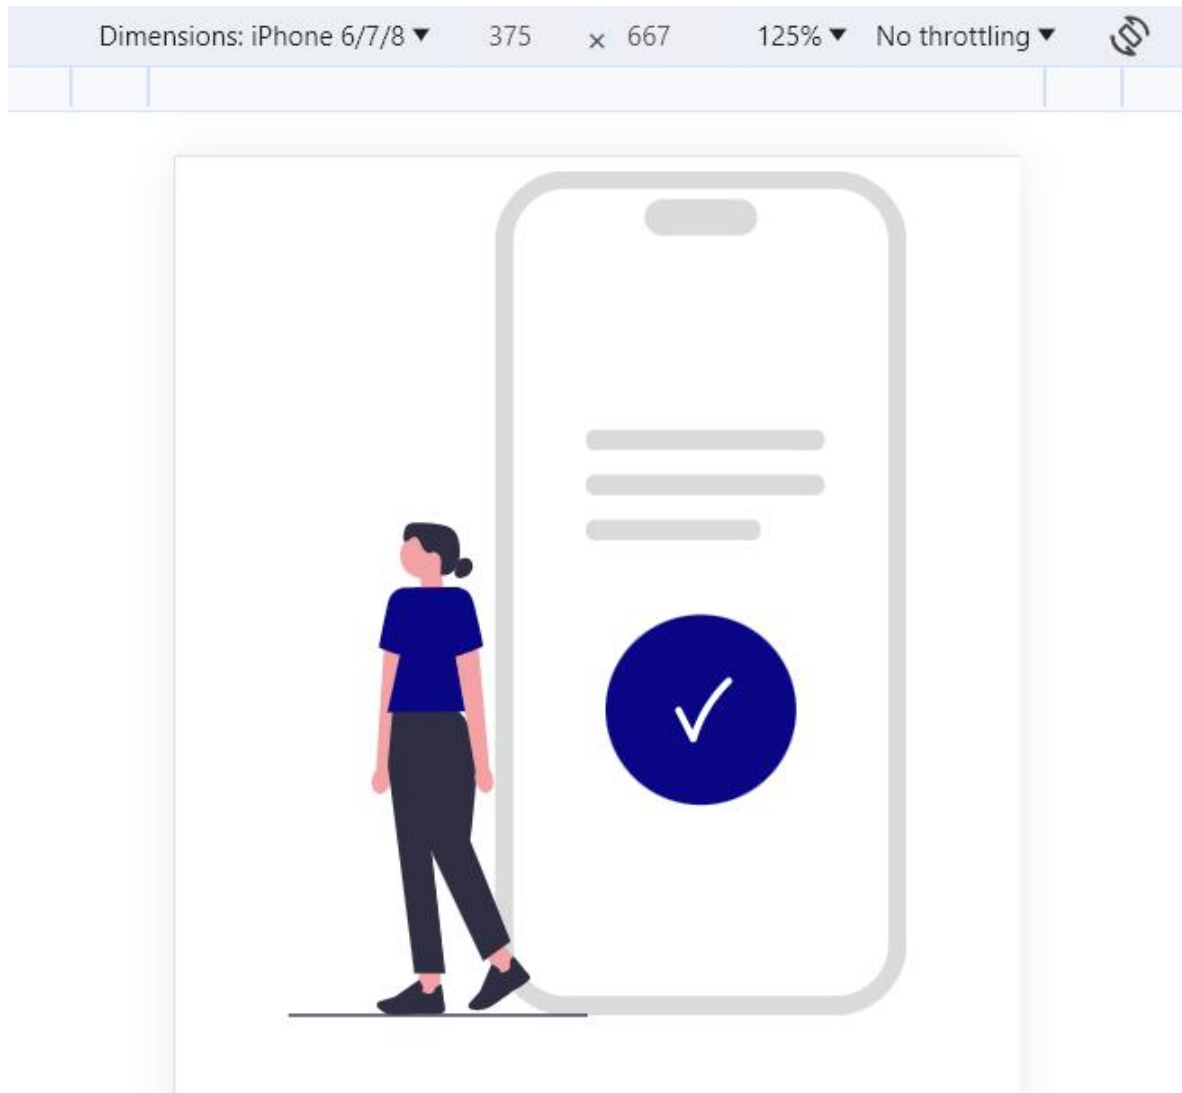 Dimensions: iPhone 6/7/8 ▼ 375 × 667 125% ▼ No throttling ▼